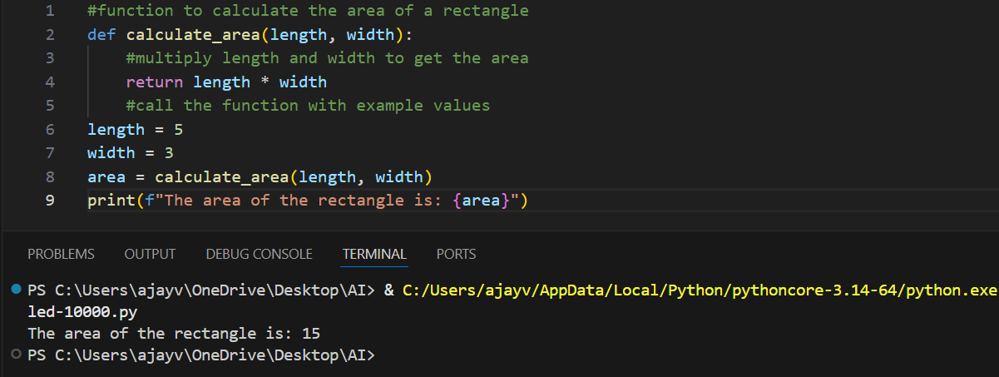 1 #function to calculate the area of a rectangle
2 def calculate_area(length, width):
3     #multiply length and width to get the area
4     return length * width
5     #call the function with example values
6 length = 5
7 width = 3
8 area = calculate_area(length, width)
9 print(f"The area of the rectangle is: {area}")
PROBLEMS OUTPUT DEBUG CONSOLE TERMINAL PORTS
PS C:\Users\ajayv\OneDrive\Desktop\AI> & C:/Users/ajayv/AppData/Local/Python/pythoncore-3.14-64/python.exe
led-10000.py
The area of the rectangle is: 15
PS C:\Users\ajayv\OneDrive\Desktop\AI>